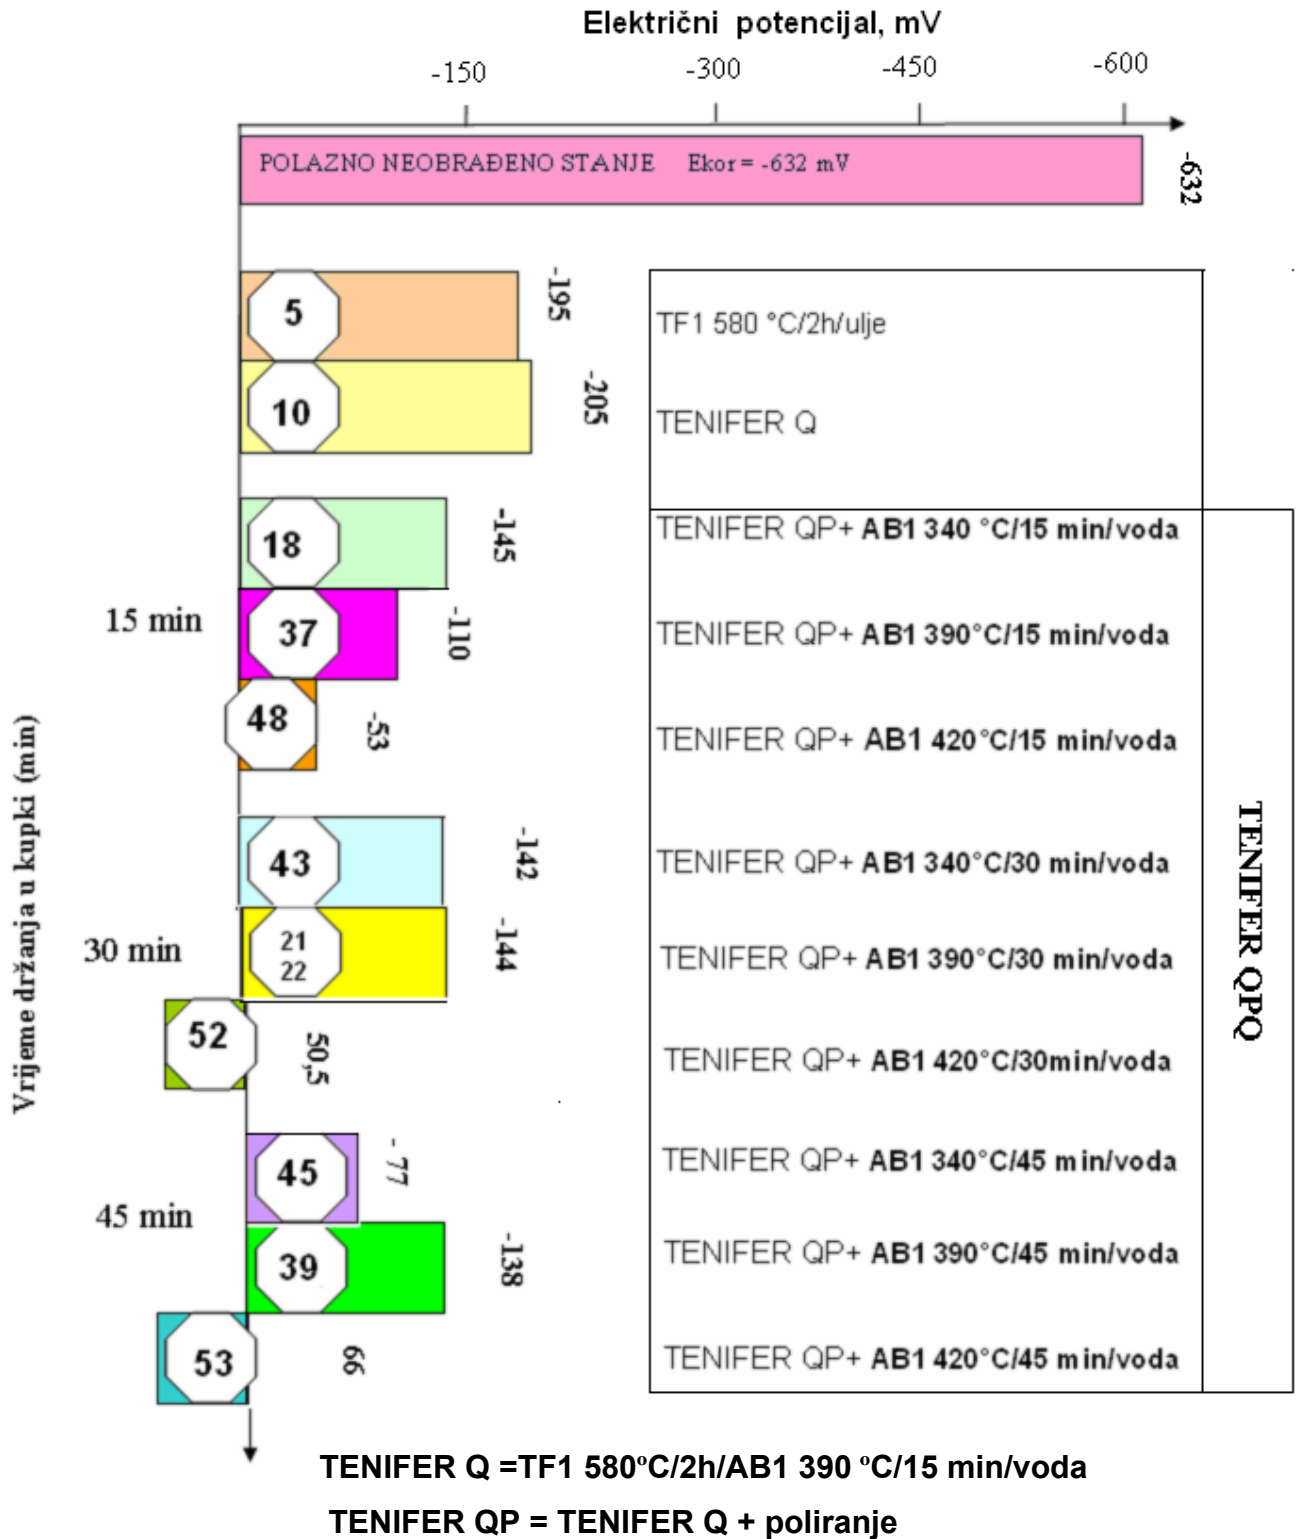 Električni potencijal, mV
-150 -300 -450 -600
POLAZNO NEOBRAĐENO STANJE Ekor = -632 mV
-632
5
-195
TF1 580 °C/2h/ulje
10
-205
TENIFER Q
18
-145
TENIFER QP+ AB1 340 °C/15 min/voda
15 min
37
-110
TENIFER QP+ AB1 390°C/15 min/voda
48
-53
TENIFER QP+ AB1 420°C/15 min/voda
Vrijeme držanja u kupki (min)
43
-142
TENIFER QP+ AB1 340°C/30 min/voda
30 min
21
22
-144
TENIFER QP+ AB1 390°C/30 min/voda
52
50,5
TENIFER QP+ AB1 420°C/30min/voda
TENIFER QPQ
45
- 77
TENIFER QP+ AB1 340°C/45 min/voda
45 min
39
-138
TENIFER QP+ AB1 390°C/45 min/voda
53
66
TENIFER QP+ AB1 420°C/45 min/voda
TENIFER Q =TF1 580ºC/2h/AB1 390 ºC/15 min/voda
TENIFER QP = TENIFER Q + poliranje